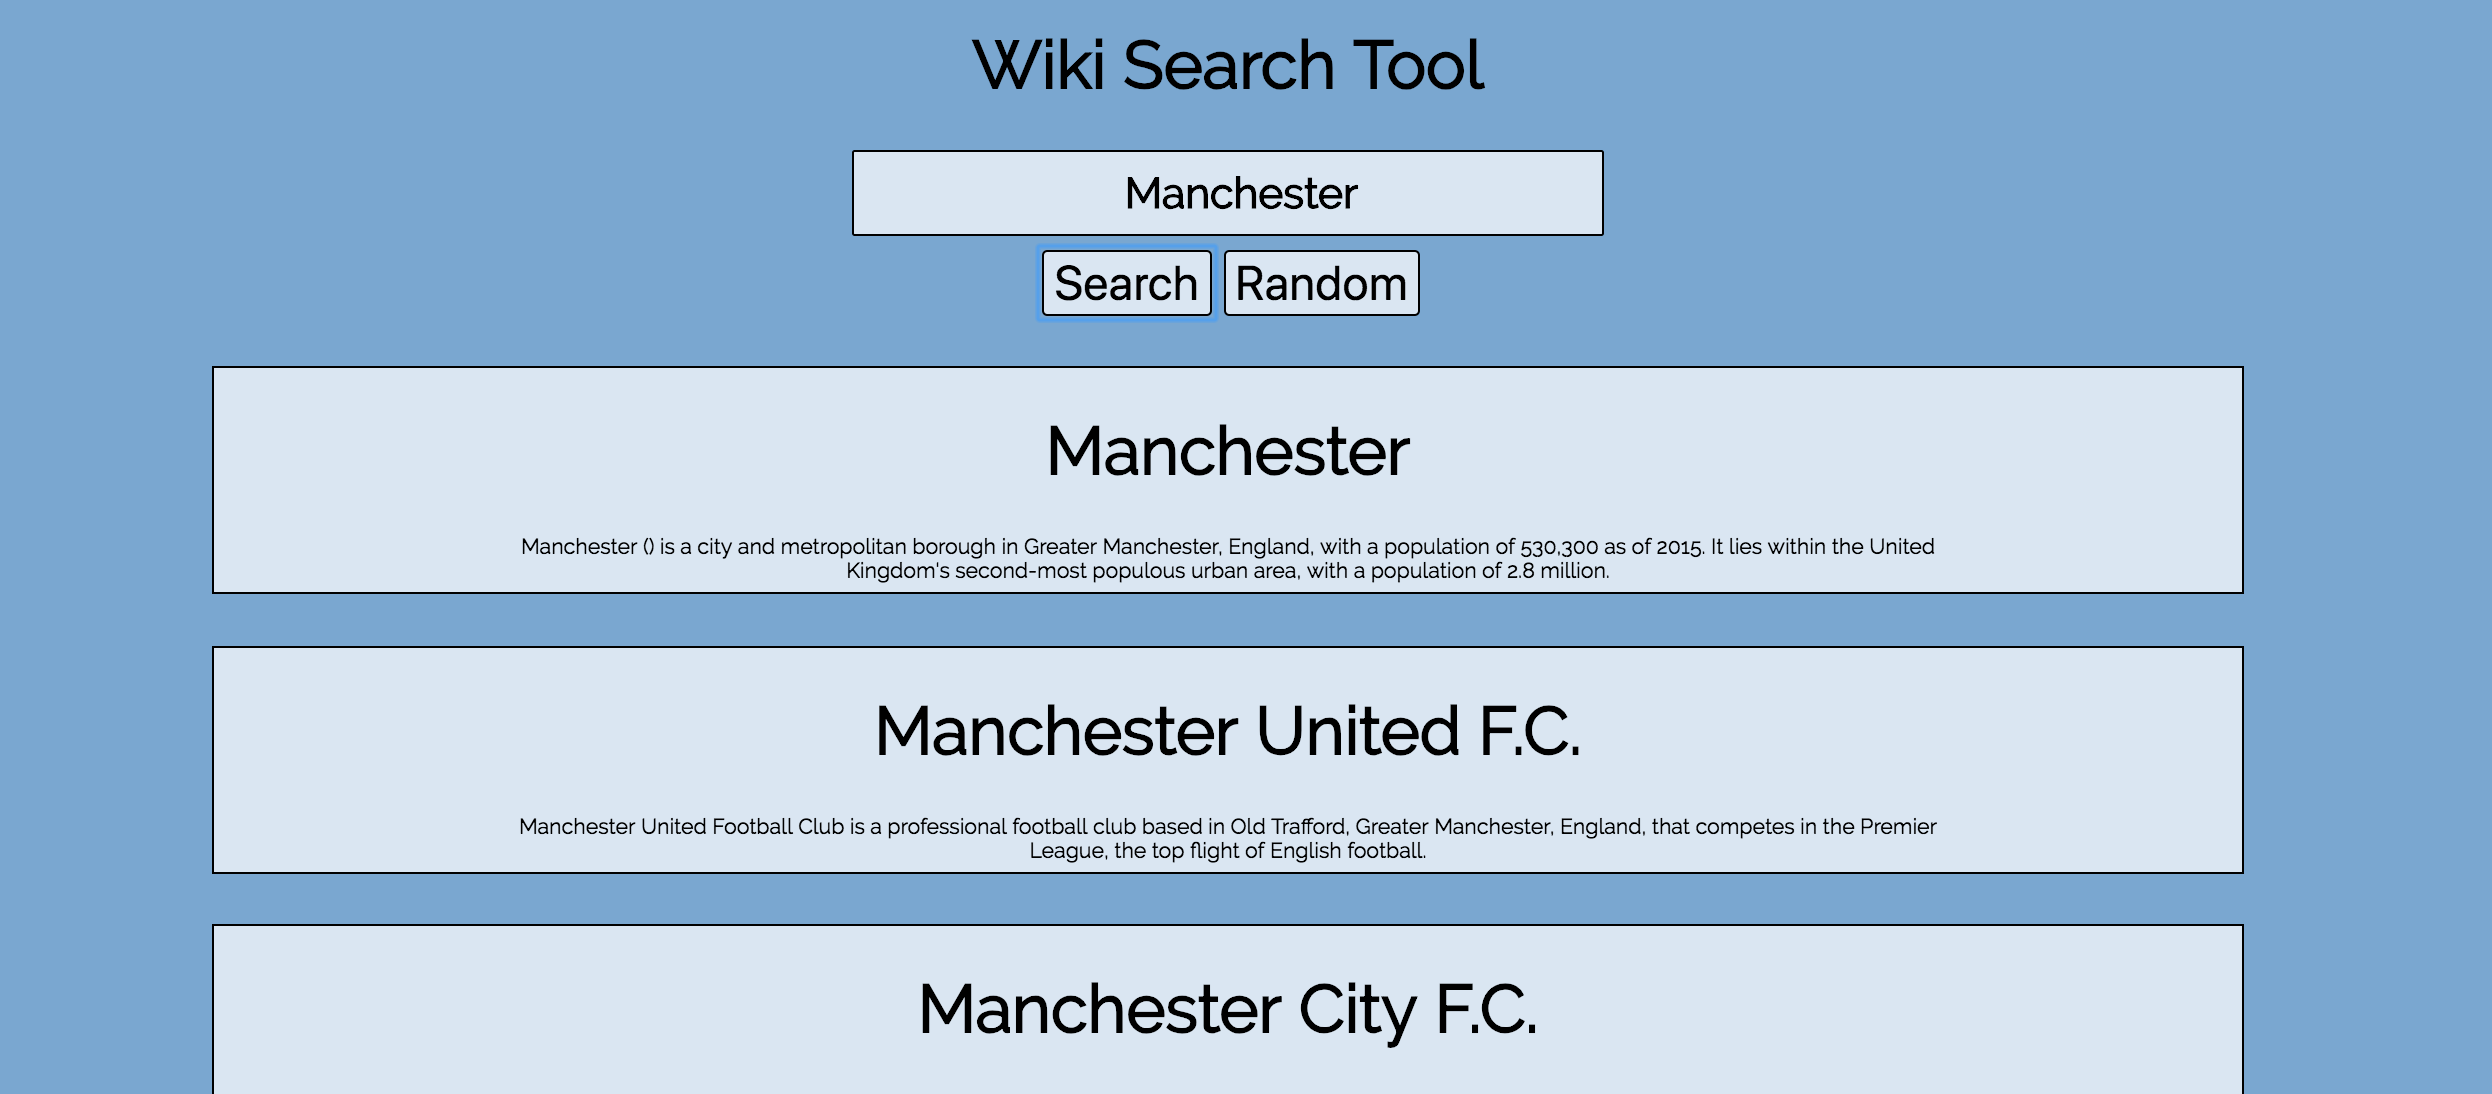 Wiki Search Tool
Manchester
Search Random
Manchester
Manchester () is a city and metropolitan borough in Greater Manchester, England, with a population of 530,300 as of 2015. It lies within the United
Kingdom's second-most populous urban area, with a population of 2.8 million.
Manchester United F.C.
Manchester United Football Club is a professional football club based in Old Trafford, Greater Manchester, England, that competes in the Premier
League, the top flight of English football.
Manchester City F.C.